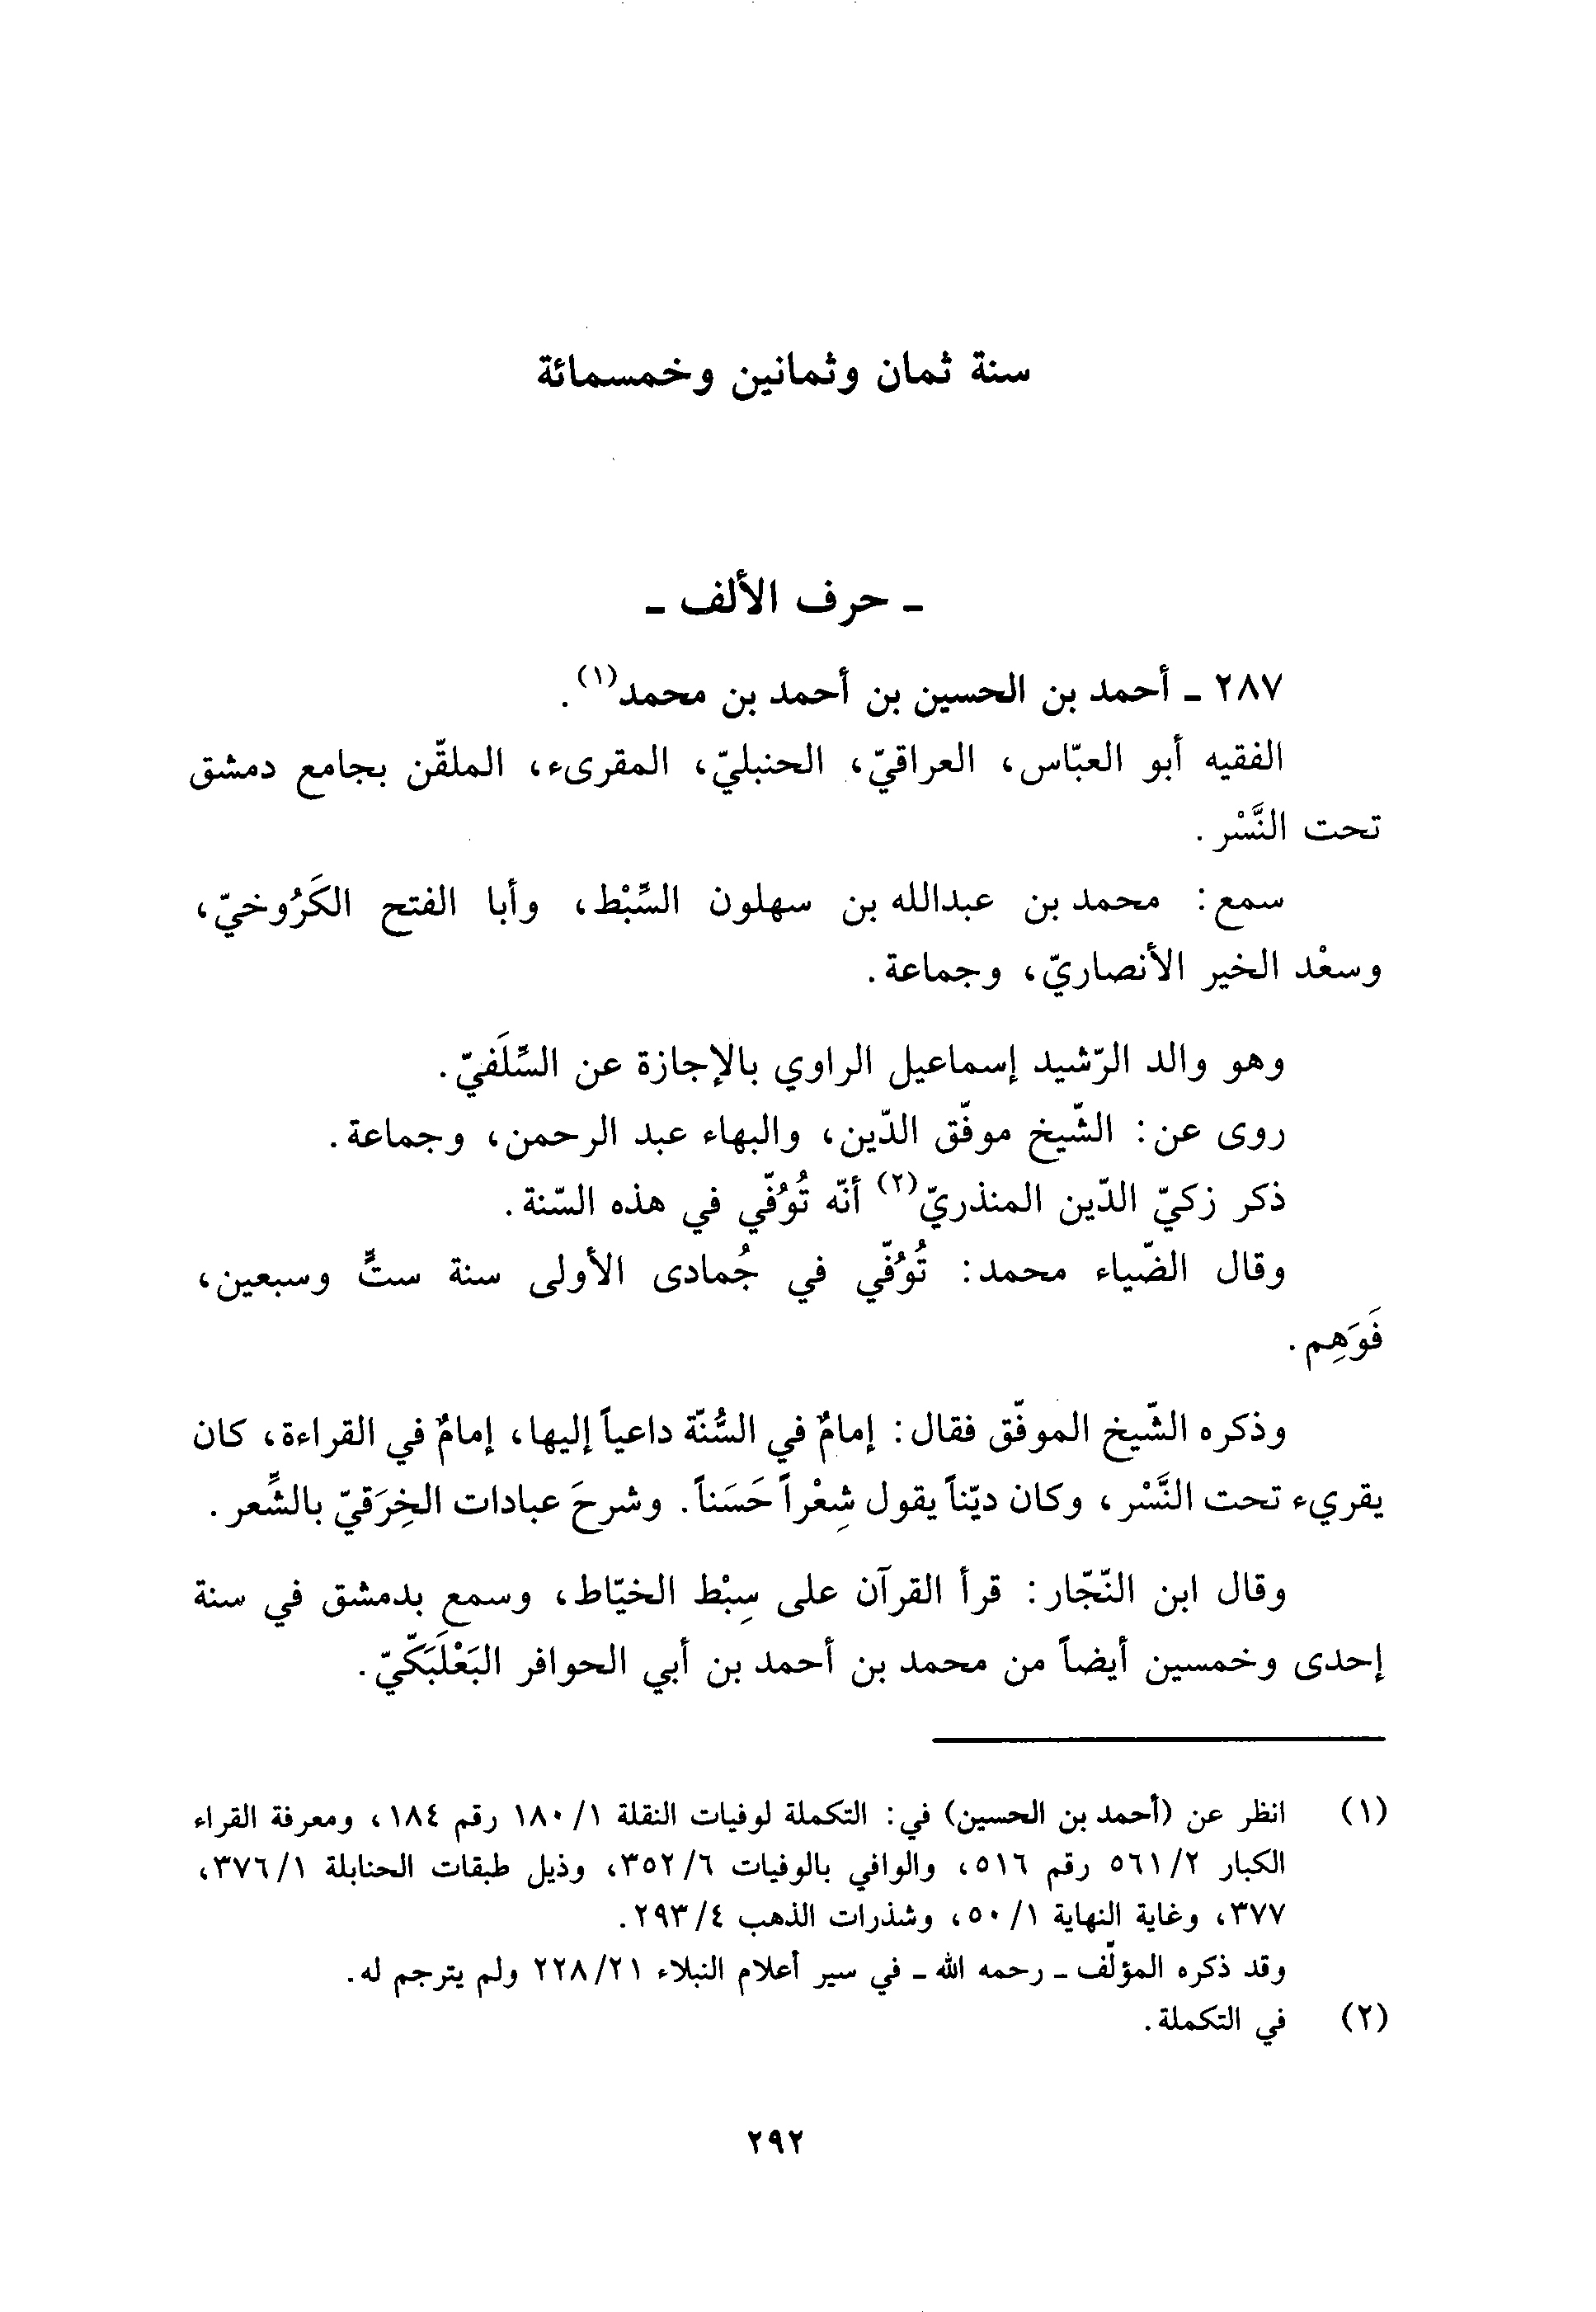 سنة ثمان وثمانين وخمسمائة
ـ حرف الألف ـ
٢٨٧ ـ أحمد بن الحسين بن أحمد بن محمد(١).
الفقيه أبو العبّاس، العراقيّ، الحنبليّ، المقرىء، الملقّن بجامع دمشق
تحت النَّسْر.
سمع: محمد بن عبدالله بن سهلون السِّبْط، وأبا الفتح الكَرُوخيّ،
وسعْد الخير الأنصاريّ، وجماعة.
وهو والد الرّشيد إسماعيل الراوي بالإجازة عن السِّلَفيّ.
روى عن: الشّيخ موفّق الدّين، والبهاء عبد الرحمن، وجماعة.
ذكر زكيّ الدّين المنذريّ(٢) أنّه تُوُفّي في هذه السّنة.
وقال الضّياء محمد: تُوُفّي في جُمادى الأولى سنة ستٍّ وسبعين،
فَوَهِم.
وذكره الشّيخ الموفّق فقال: إمامٌ في السُّنّة داعياً إليها، إمامٌ في القراءة، كان
يقريء تحت النَّسْر، وكان ديّناً يقول شِعْراً حَسَناً. وشرحَ عبادات الخِرَقيّ بالشِّعر.
وقال ابن النّجّار: قرأ القرآن على سِبْط الخيّاط، وسمع بدمشق في سنة
إحدى وخمسين أيضاً من محمد بن أحمد بن أبي الحوافر البَعْلَبَكّيّ.
(١) انظر عن (أحمد بن الحسين) في: التكملة لوفيات النقلة ١/ ١٨٠ رقم ١٨٤، ومعرفة القراء
الكبار ٢/ ٥٦١ رقم ٥١٦، والوافي بالوفيات ٦/ ٣٥٢، وذيل طبقات الحنابلة ١/ ٣٧٦،
٣٧٧، وغاية النهاية ١/ ٥٠، وشذرات الذهب ٤/ ٢٩٣.
وقد ذكره المؤلّف ـ رحمه الله ـ في سير أعلام النبلاء ٢١/ ٢٢٨ ولم يترجم له.
(٢) في التكملة.
٢٩٢